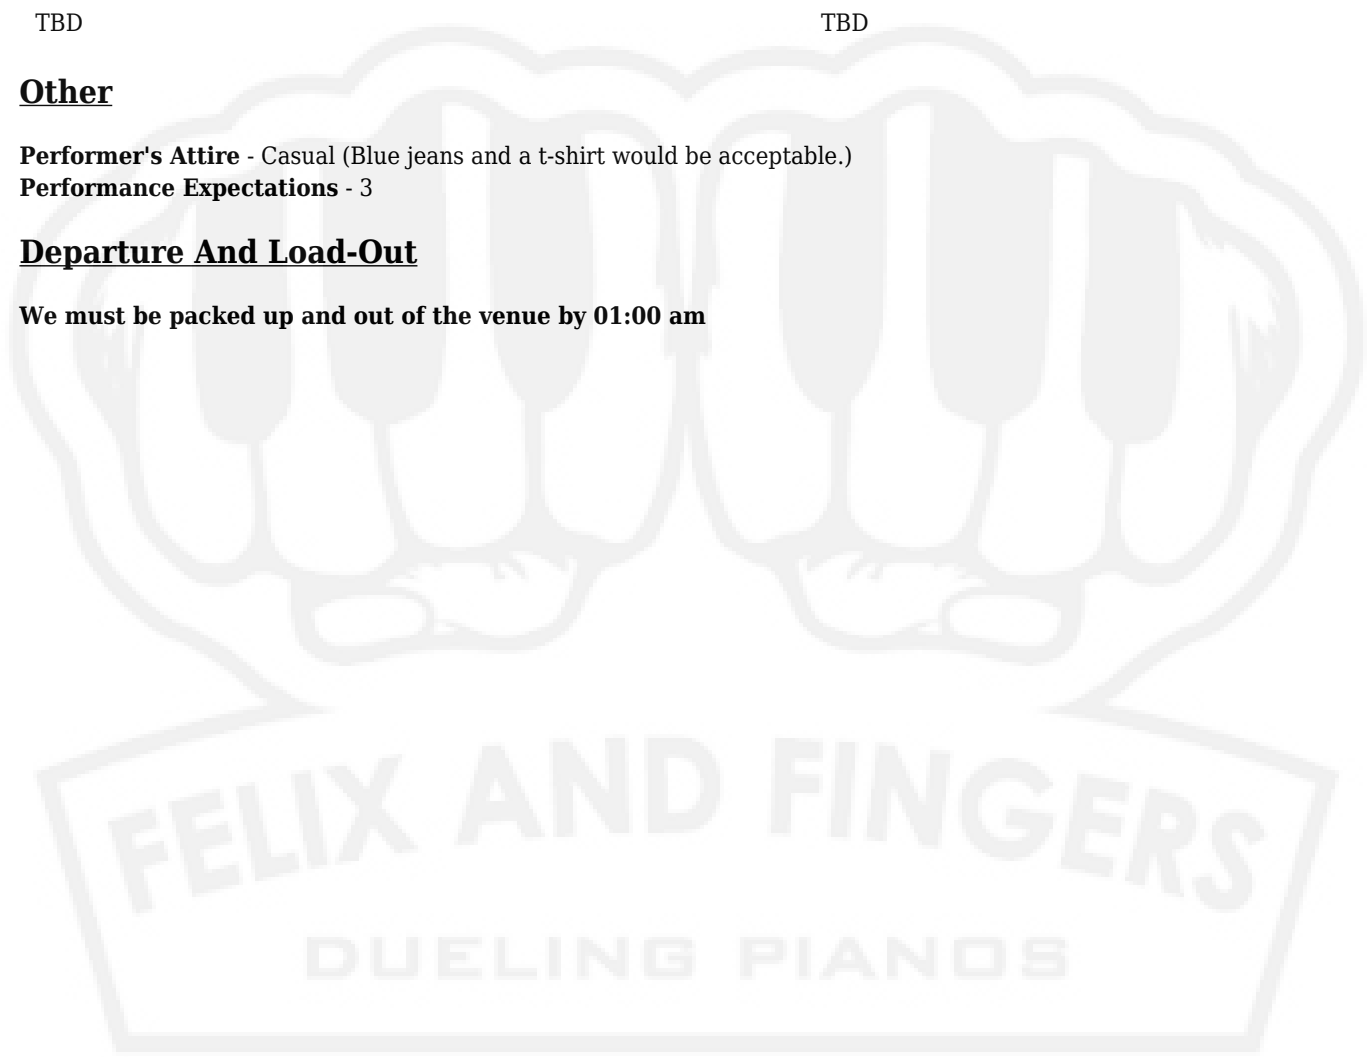 TBD TBD
Other
Performer's Attire - Casual (Blue jeans and a t-shirt would be acceptable.)
Performance Expectations - 3
Departure And Load-Out
We must be packed up and out of the venue by 01:00 am
FELIX AND FINGERS
DUELING PIANOS